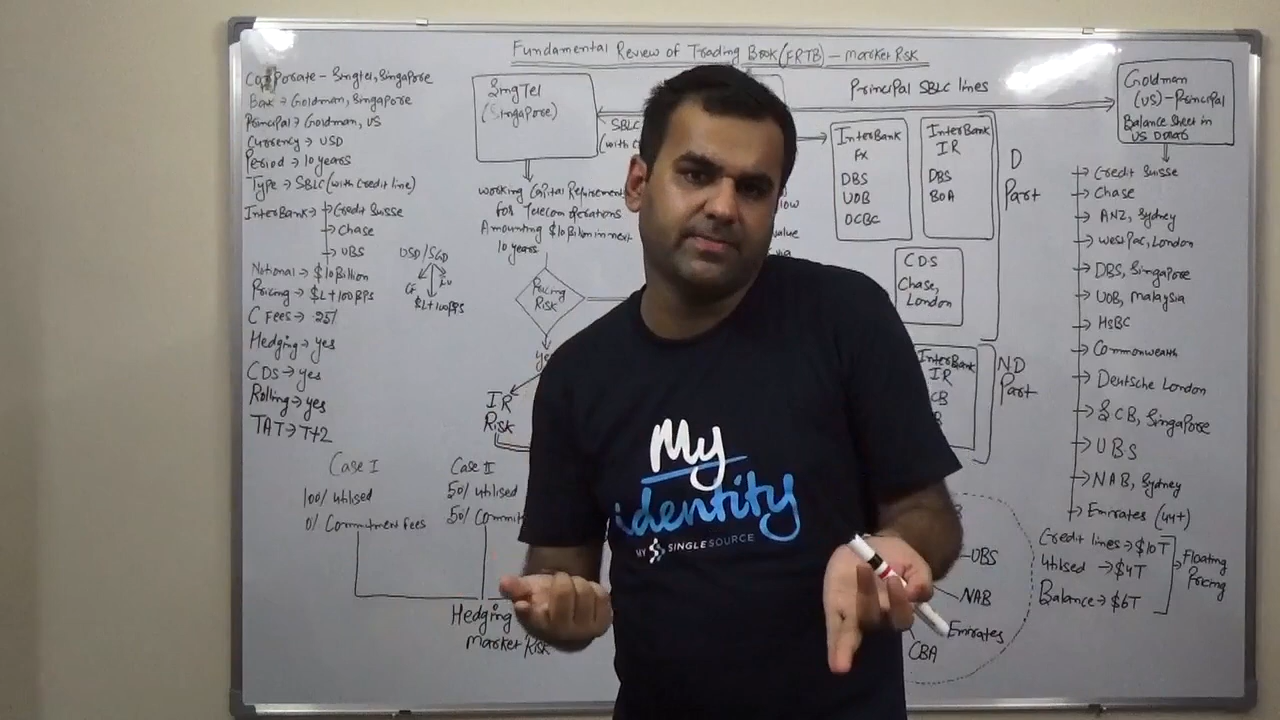 Fundamental Review of Trading Book (FRTB) - Market Risk
Corporate - Singtel, Singapore
Bank → Goldman, Singapore
Principal → Goldman, US
Currency → USD
Period → 10 years
Type → SBLC (with credit line)
InterBank → Credit Suisse
→ Chase
→ UBS
Notional → $10 Billion
Pricing → $L+100BPS
C Fees → .25%
Hedging → yes
CDS → yes
Rolling → yes
TAT → T+2
USD/SGD
CF
$L+100BPS
Case I
100% utilised
0% Commitment fees
Case II
50% utilised
50%
Hedging
Market Risk
SingTel
(Singapore)
SBLC
working Capital Requirement
for Telecom operations
Amounting $10 Billion in next
10 years
Pricing
Risk
IR
Risk
Principal SBLC lines
InterBank
FX
DBS
UOB
OCBC
InterBank
IR
DBS
BOA
D
Part
CDS
Chase,
London
InterBank
IR
ND
Part
UBS
NAB
Emirates
CBA
Goldman
(US) - Principal
Balance Sheet in
US
→ Credit Suisse
→ Chase
→ ANZ, Sydney
→ WestPac, London
→ DBS, Singapore
→ UOB, Malaysia
→ HSBC
→ Commonwealth
→ Deutsche London
→ SCB, Singapore
→ UBS
→ NAB, Sydney
→ Emirates (44+)
Credit lines → $10T
utilised → $4T
Balance → $6T
Floating
Pricing
My
identity
MY SINGLESOURCE